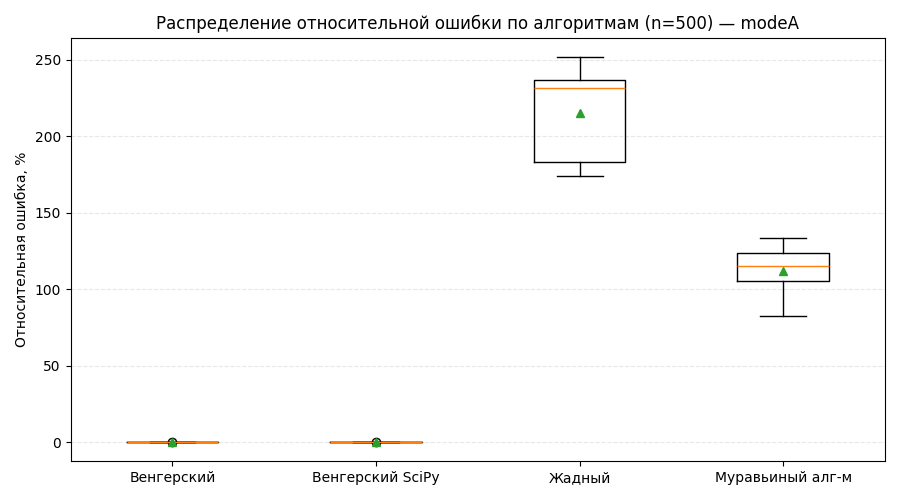 Распределение относительной ошибки по алгоритмам (n=500) — modeA
Относительная ошибка, %
250
200
150
100
50
0
Венгерский
Венгерский SciPy
Жадный
Муравьиный алг-м